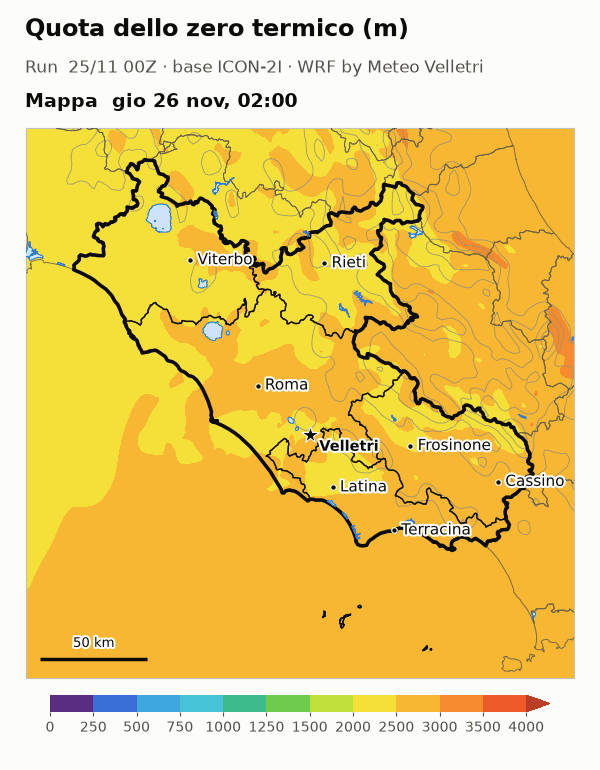 Quota dello zero termico (m)
Run  25/11 00Z · base ICON-2I · WRF by Meteo Velletri
Mappa  gio 26 nov, 02:00
Viterbo
Rieti
Roma
Velletri
Frosinone
Latina
Cassino
Terracina
50 km
0 250 500 750 1000 1250 1500 2000 2500 3000 3500 4000